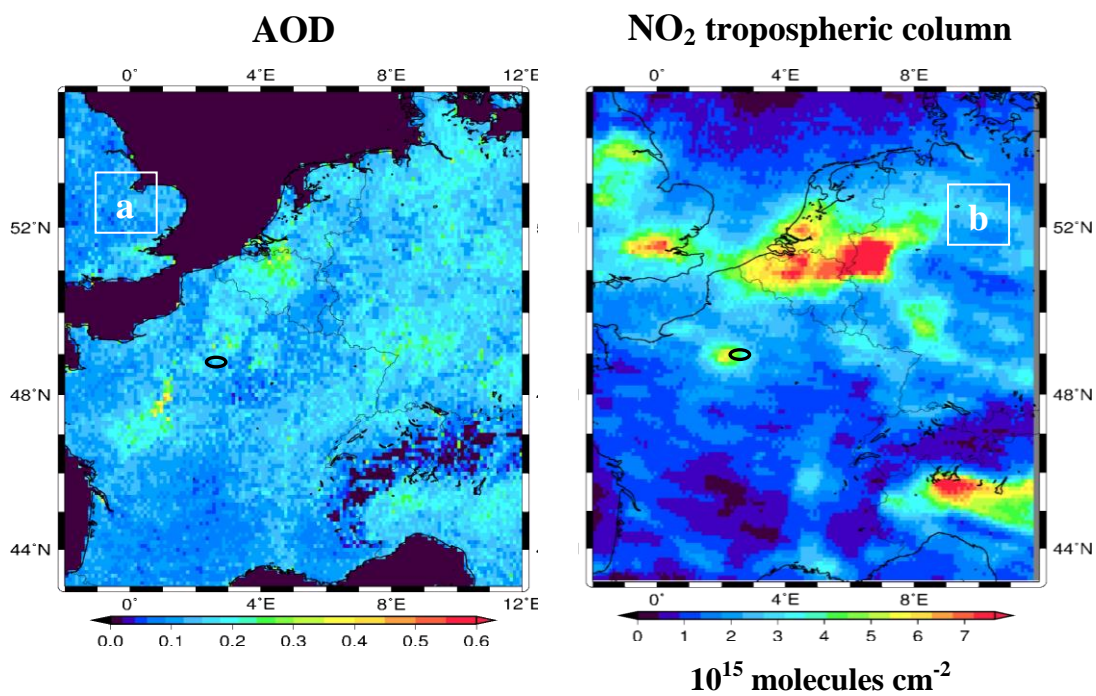 AOD
NO₂ tropospheric column
0° 4°E 8°E 12°E
0° 4°E 8°E
a
b
52°N
48°N
44°N
52°N
48°N
44°N
0° 4°E 8°E 12°E
0° 4°E 8°E
0.0 0.1 0.2 0.3 0.4 0.5 0.6
0 1 2 3 4 5 6 7
10¹⁵ molecules cm⁻²